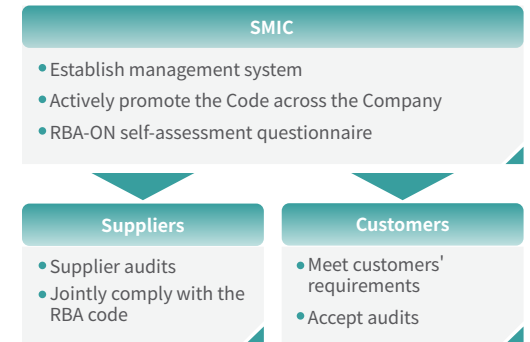 SMIC
• Establish management system
• Actively promote the Code across the Company
• RBA-ON self-assessment questionnaire
Suppliers
• Supplier audits
• Jointly comply with the
RBA code
Customers
• Meet customers'
requirements
• Accept audits